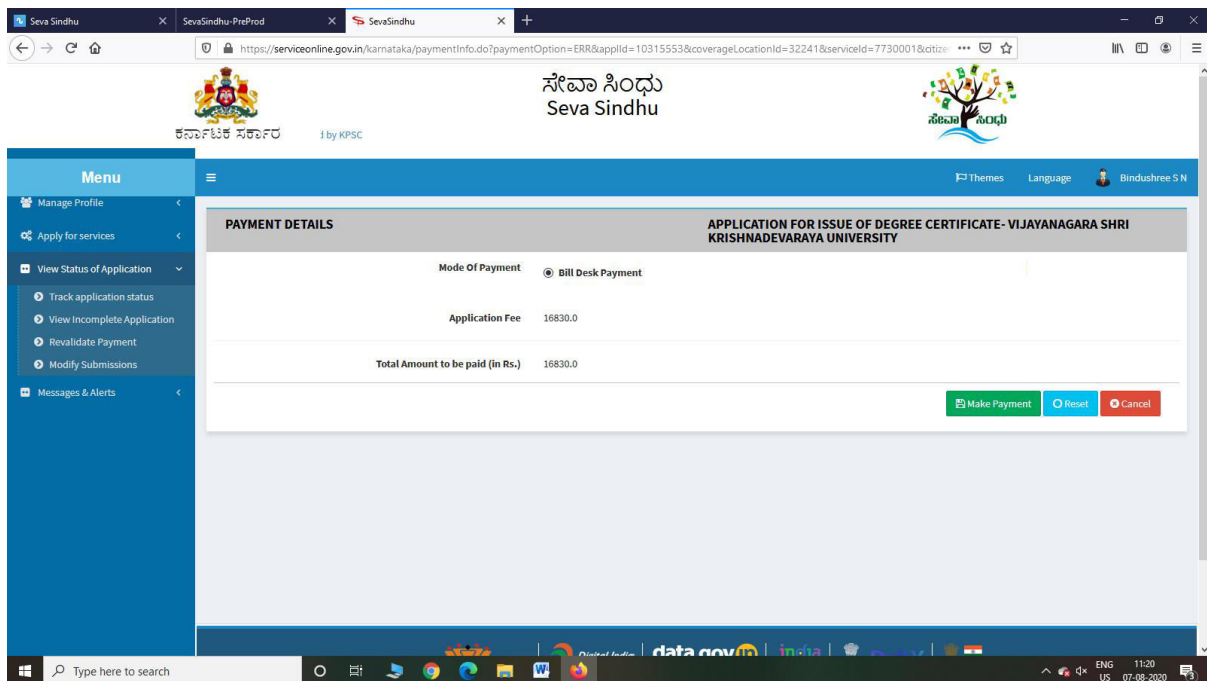 Seva Sindhu
SevaSindhu-PreProd
SevaSindhu
https://serviceonline.gov.in/karnataka/paymentInfo.do?paymentOption=ERR&applId=10315553&coverageLocationId=32241&serviceId=7730001&citize
ಕರ್ನಾಟಕ ಸರ್ಕಾರ
ಸೇವಾ ಸಿಂಧು
Seva Sindhu
ಸೇವಾ ಸಿಂಧು
d by KPSC
Menu
Themes
Language
Bindushree S N
Manage Profile
Apply for services
View Status of Application
Track application status
View Incomplete Application
Revalidate Payment
Modify Submissions
Messages & Alerts
PAYMENT DETAILS
APPLICATION FOR ISSUE OF DEGREE CERTIFICATE- VIJAYANAGARA SHRI
KRISHNADEVARAYA UNIVERSITY
Mode Of Payment
Bill Desk Payment
Application Fee
16830.0
Total Amount to be paid (in Rs.)
16830.0
Make Payment
Reset
Cancel
Digital India
data.gov.in
india
Type here to search
ENG
US
11:20
07-08-2020
3